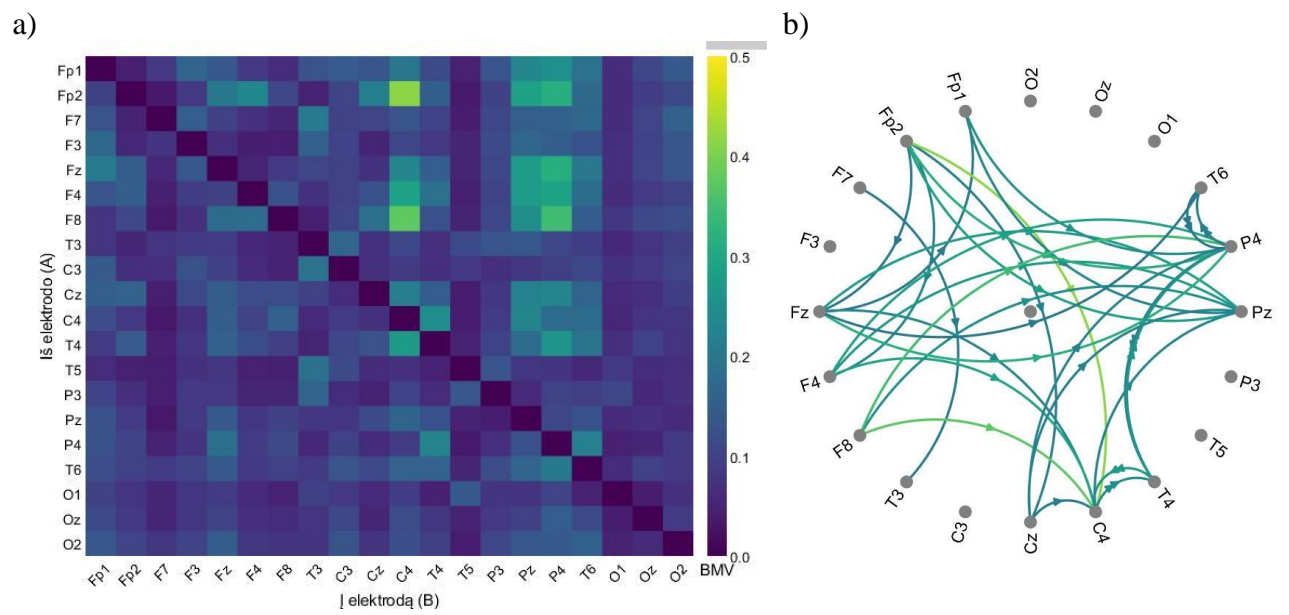 a)
b)
Fp1
Fp2
F7
F3
Fz
F4
F8
T3
C3
Cz
C4
T4
T5
P3
Pz
P4
T6
O1
Oz
O2
Iš elektrodo (A)
Fp1 Fp2 F7 F3 Fz F4 F8 T3 C3 Cz C4 T4 T5 P3 Pz P4 T6 O1 Oz O2
Į elektrodą (B)
0.5
0.4
0.3
0.2
0.1
0.0
BMV
O2
Oz
O1
T6
P4
Pz
P3
T5
T4
C4
Cz
C3
T3
F8
F4
Fz
F3
F7
Fp2
Fp1